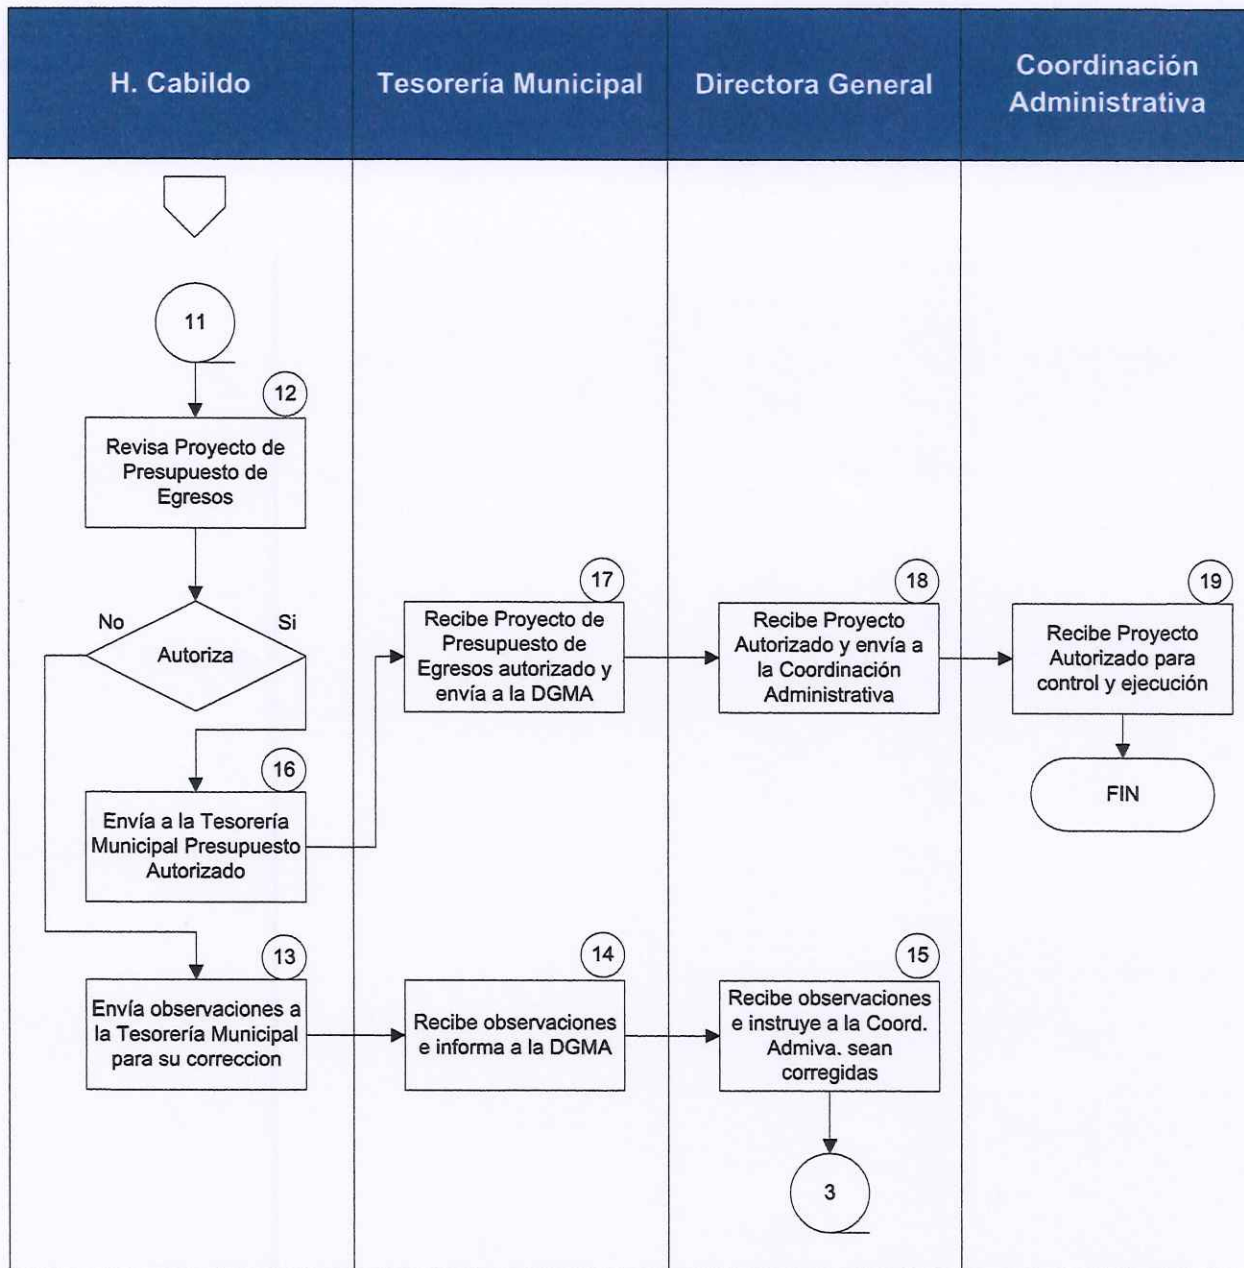 H. Cabildo
Tesorería Municipal
Directora General
Coordinación
Administrativa
11
12
Revisa Proyecto de
Presupuesto de
Egresos
No
Si
Autoriza
16
Envía a la Tesorería
Municipal Presupuesto
Autorizado
17
Recibe Proyecto de
Presupuesto de
Egresos autorizado y
envía a la DGMA
18
Recibe Proyecto
Autorizado y envía a
la Coordinación
Administrativa
19
Recibe Proyecto
Autorizado para
control y ejecución
FIN
13
Envía observaciones a
la Tesorería Municipal
para su correccion
14
Recibe observaciones
e informa a la DGMA
15
Recibe observaciones
e instruye a la Coord.
Admiva. sean
corregidas
3